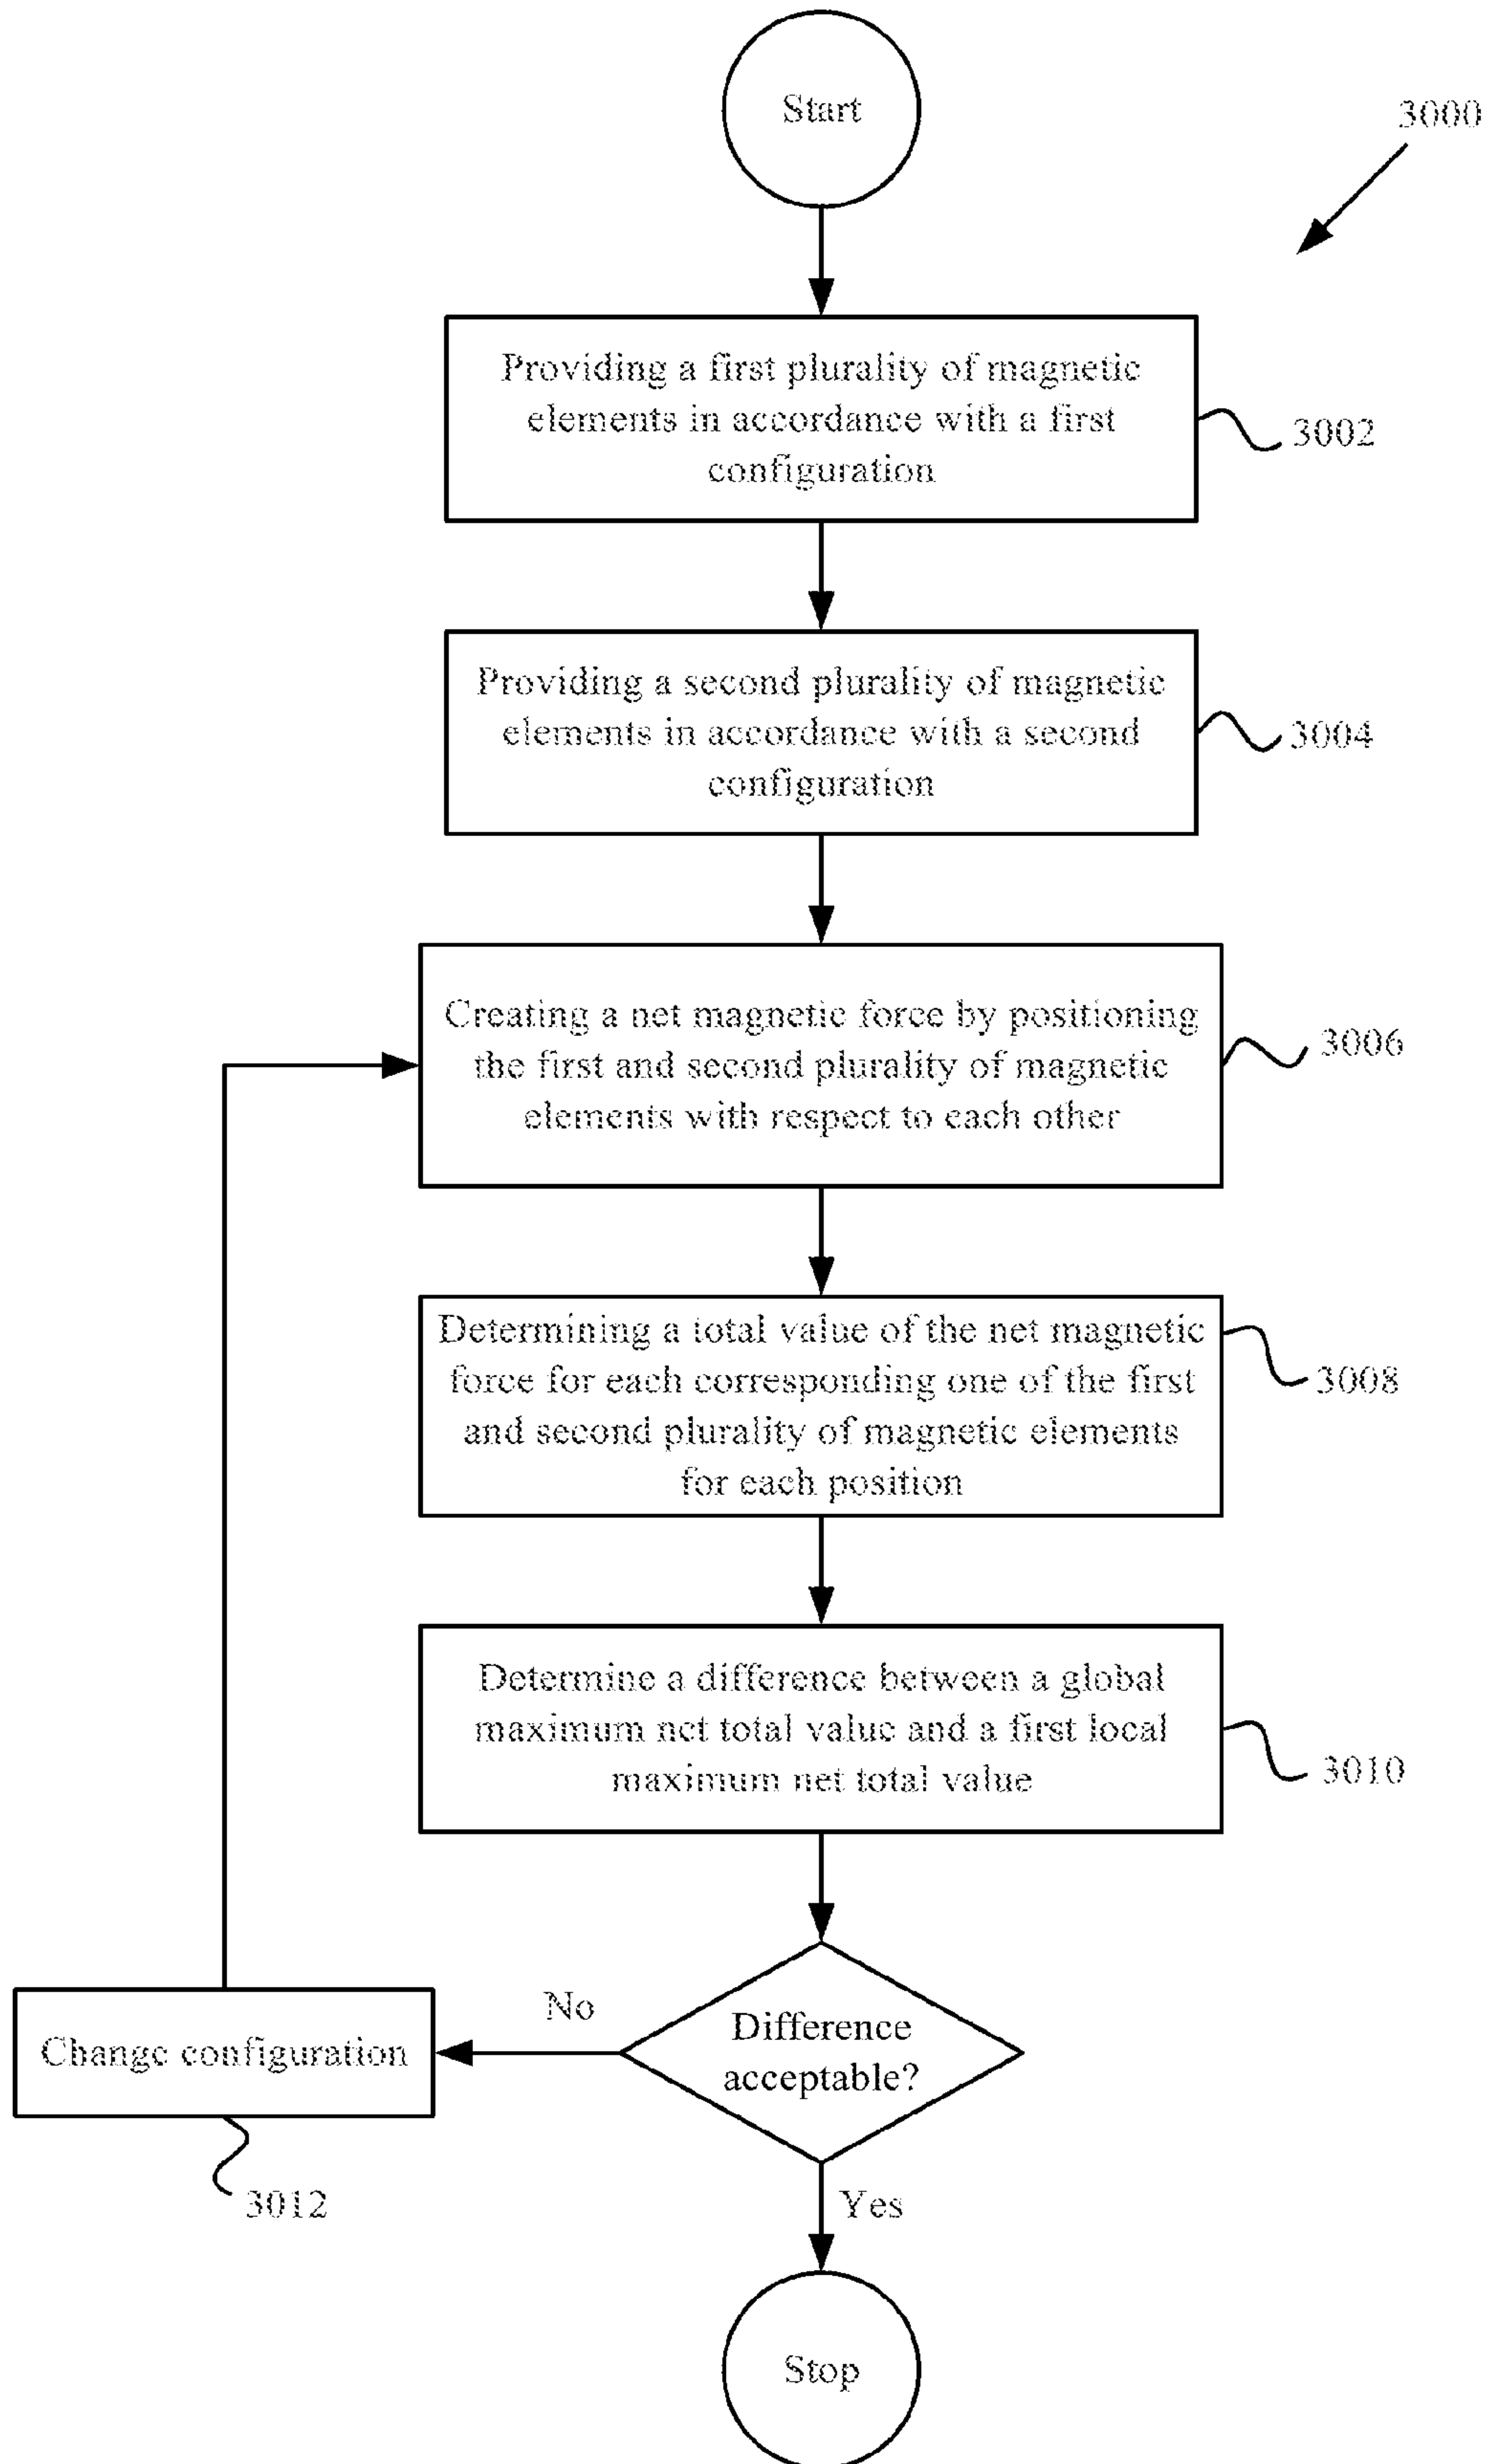 Start
3000
Providing a first plurality of magnetic
elements in accordance with a first
configuration
3002
Providing a second plurality of magnetic
elements in accordance with a second
configuration
3004
Creating a net magnetic force by positioning
the first and second plurality of magnetic
elements with respect to each other
3006
Determining a total value of the net magnetic
force for each corresponding one of the first
and second plurality of magnetic elements
for each position
3008
Determine a difference between a global
maximum net total value and a first local
maximum net total value
3010
Difference
acceptable?
No
Change configuration
3012
Yes
Stop